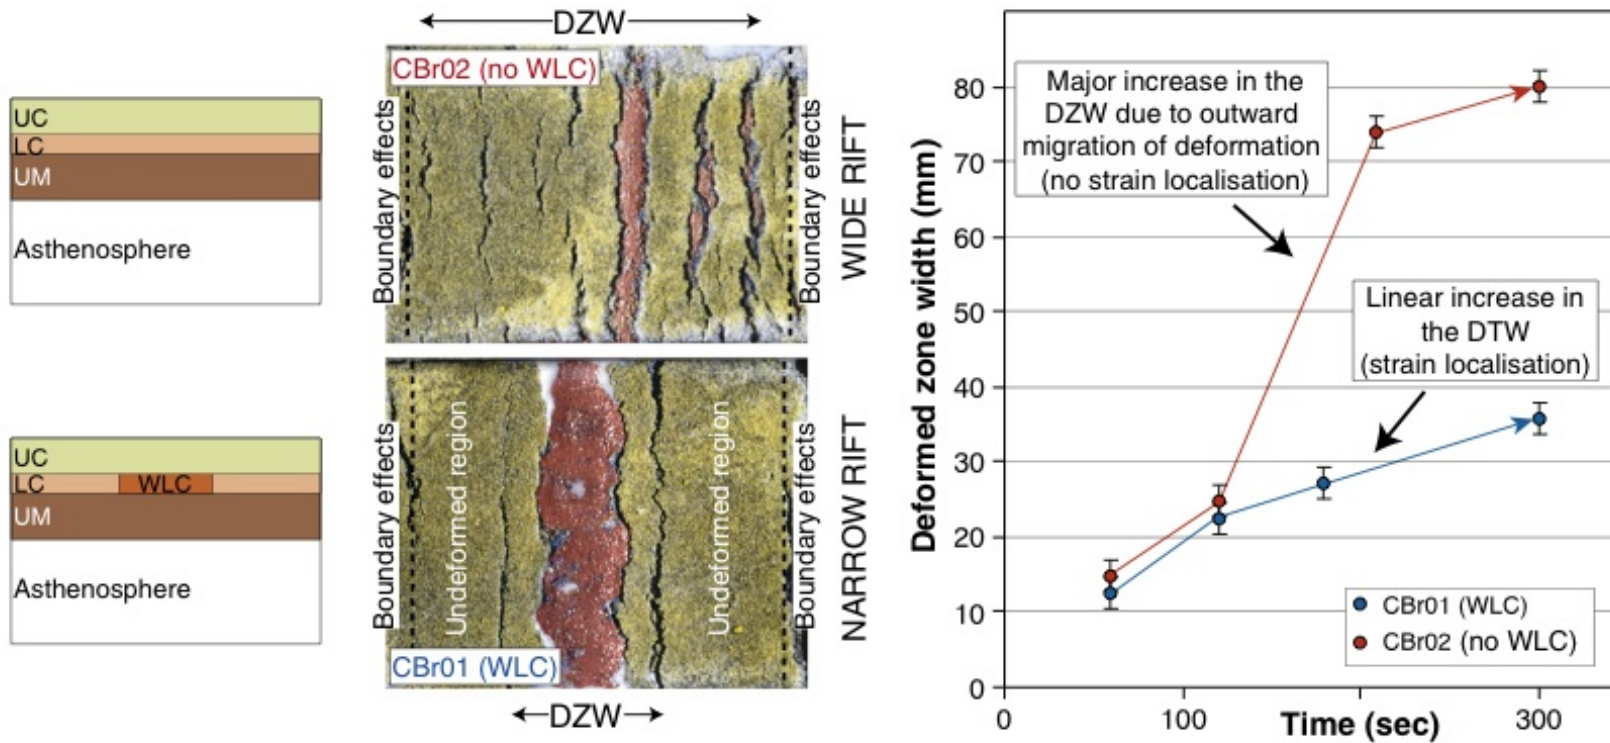 UC
LC
UM
Asthenosphere
UC
LC
WLC
UM
Asthenosphere
DZW
CBr02 (no WLC)
Boundary effects
Boundary effects
WIDE RIFT
Boundary effects
Undeformed region
Undeformed region
Boundary effects
NARROW RIFT
CBr01 (WLC)
DZW
Deformed zone width (mm)
80
70
60
50
40
30
20
10
0
Major increase in the
DZW due to outward
migration of deformation
(no strain localisation)
Linear increase in
the DTW
(strain localisation)
CBr01 (WLC)
CBr02 (no WLC)
0
100
Time (sec)
300